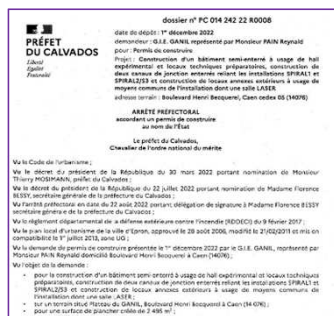 dossier n° PC 014 242 22 R0008
date de dépôt : 1er décembre 2022
demandeur : G.I.E. GANIL représenté par Monsieur PAIN Reynald
pour : Permis de construire
Projet : Construction d'un bâtiment semi-enterré à usage de hall
expérimental et locaux techniques préparatoires, construction de
deux canaux de jonction enterrés reliant les installations SPIRAL1 et
SPIRAL2/S3 et construction de locaux annexes extérieurs à usage de
moyens communs de l'installation dont une salle LASER
adresse terrain : Boulevard Henri Becquerel, Caen cedex 05 (14076)
PRÉFET
DU CALVADOS
Liberté
Égalité
Fraternité
ARRÊTÉ PRÉFECTORAL
accordant un permis de construire
au nom de l'État
Le préfet du Calvados,
Chevalier de l'ordre national du mérite
Vu le Code de l'urbanisme ;
Vu le décret du président de la République du 30 mars 2022 portant nomination de Monsieur
Thierry MOSIMANN, préfet du Calvados ;
Vu le décret du président de la République du 22 juillet 2022 portant nomination de Madame Florence
BESSY, secrétaire générale de la préfecture du Calvados ;
Vu l'arrêté préfectoral en date du 22 août 2022 portant délégation de signature à Madame Florence BESSY
secrétaire générale de la préfecture du Calvados ;
Vu le règlement départemental de la défense extérieure contre l'incendie (RDDECI) du 9 février 2017 ;
Vu le plan local d'urbanisme de la ville d'Epron, approuvé le 28 août 2006, modifié le 21/02/2011 et mis en
compatibilité le 1er juillet 2013, zone UG ;
Vu la demande de permis de construire présentée le 1er décembre 2022 par le G.I.E. GANIL, représenté par
Monsieur PAIN Reynald domicilié Boulevard Henri Becquerel à Caen (14076) ;
Vu l'objet de la demande :
• pour la construction d'un bâtiment semi-enterré à usage de hall expérimental et locaux techniques
préparatoires, construction de deux canaux de jonction enterrés reliant les installations SPIRAL1 et
SPIRAL2/S3 et construction de locaux annexes extérieurs à usage de moyens communs de
l'installation dont une salle LASER ;
• sur un terrain situé Plateau du GANIL, Boulevard Henri Becquerel à Caen (14076) ;
• pour une surface de plancher créée de 2 495 m² ;